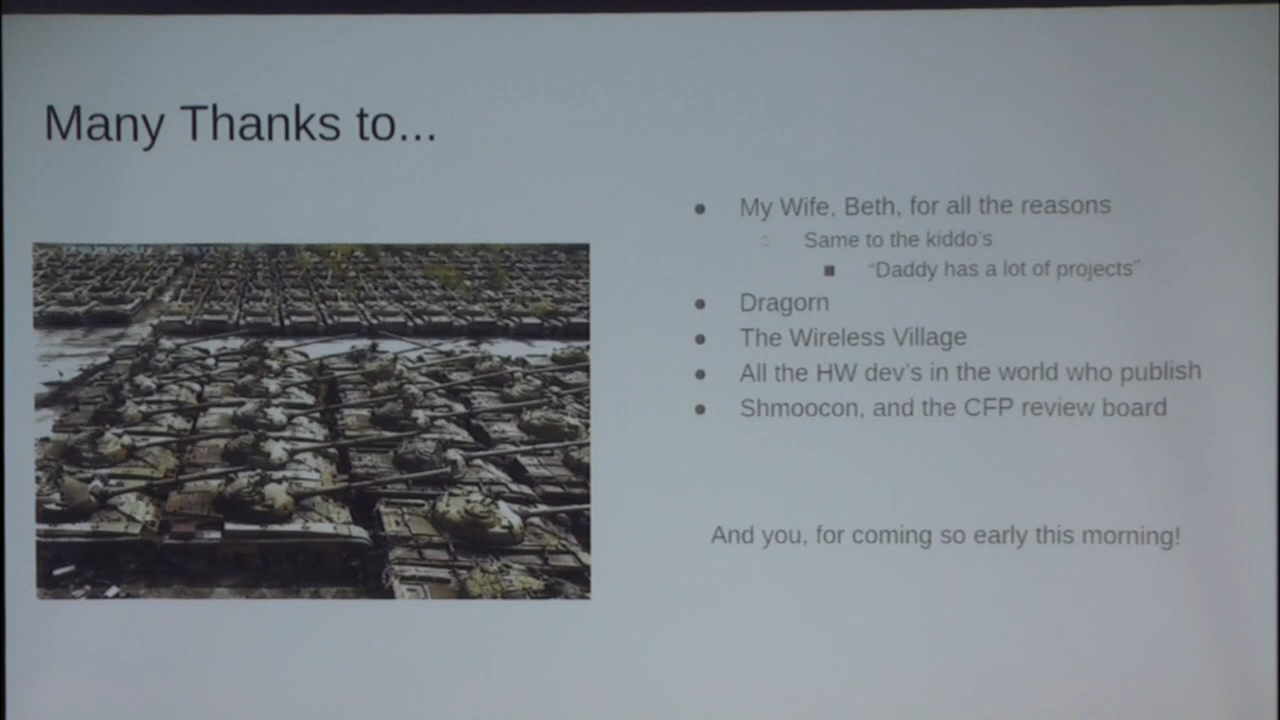 Many Thanks to...
My Wife, Beth, for all the reasons
Same to the kiddo's
"Daddy has a lot of projects"
Dragorn
The Wireless Village
All the HW dev's in the world who publish
Shmoocon, and the CFP review board
And you, for coming so early this morning!